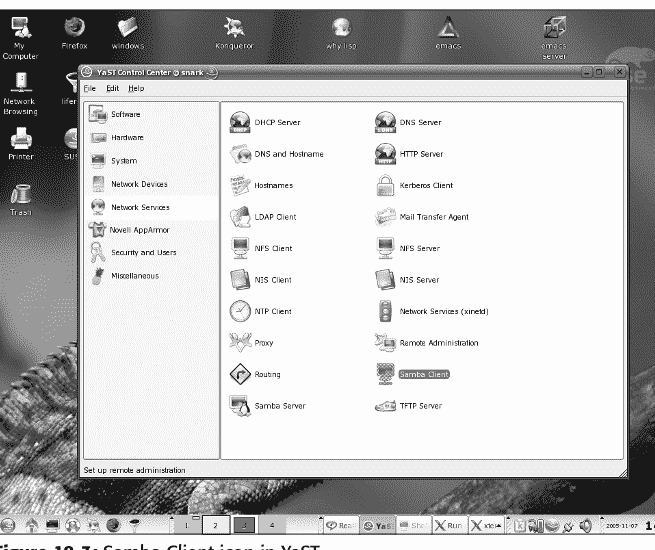 My Computer
Firefox
windows
Konqueror
why lisp
emacs
emacs server
YaST Control Center @ snark
File Edit Help
Network Browsing
Printer
Trash
Software
Hardware
System
Network Devices
Network Services
Novell AppArmor
Security and Users
Miscellaneous
DHCP Server
DNS Server
DNS and Hostname
HTTP Server
Hostnames
Kerberos Client
LDAP Client
Mail Transfer Agent
NFS Client
NFS Server
NIS Client
NIS Server
NTP Client
Network Services (xinetd)
Proxy
Remote Administration
Routing
Samba Client
Samba Server
TFTP Server
Set up remote administration
1 2 3 4
YaS
Run
2005-11-07
Samba Client icon in YaST